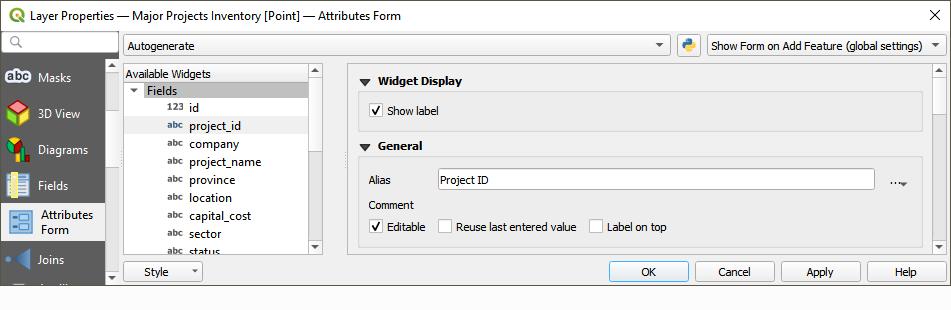 Layer Properties — Major Projects Inventory [Point] — Attributes Form
Autogenerate
Show Form on Add Feature (global settings)
abc Masks
3D View
Diagrams
Fields
Attributes
Form
Joins
Available Widgets
Fields
123 id
abc project_id
abc company
abc project_name
abc province
abc location
abc capital_cost
abc sector
abc status
Widget Display
Show label
General
Alias Project ID ...
Comment
Editable Reuse last entered value Label on top
Style OK Cancel Apply Help